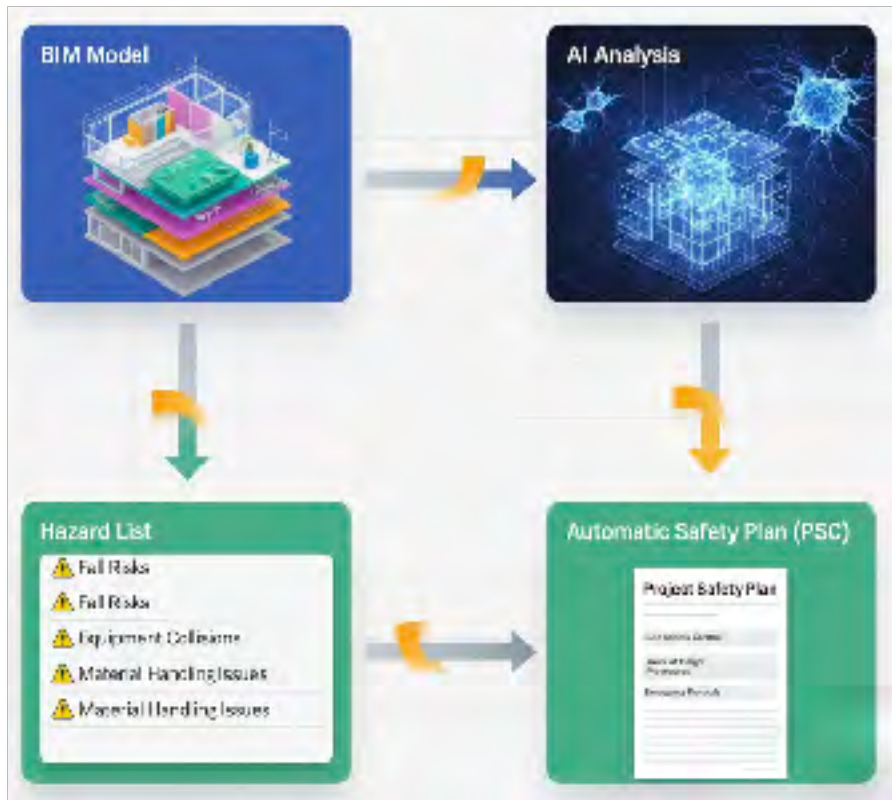 BIM Model
AI Analysis
Hazard List
Fall Risks
Fall Risks
Equipment Collisions
Material Handling Issues
Material Handling Issues
Automatic Safety Plan (PSC)
Project Safety Plan